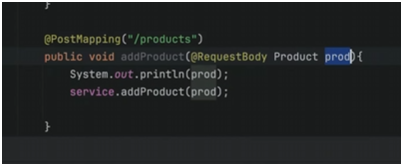 }
@PostMapping("/products")
public void addProduct(@RequestBody Product prod){
System.out.println(prod);
service.addProduct(prod);
}